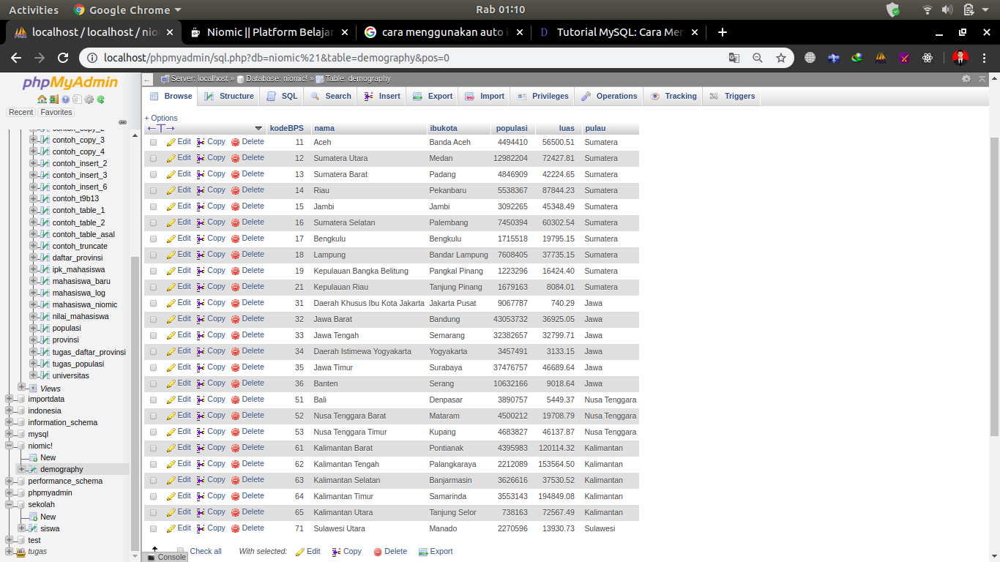 Activities Google Chrome Rab 01:10
localhost / localhost / nio Niomic || Platform Belajar cara menggunakan auto i Tutorial MySQL: Cara Mer
localhost/phpmyadmin/sql.php?db=niomic%21&table=demography&pos=0
phpMyAdmin
Recent Favorites
contoh_copy_2
contoh_copy_3
contoh_copy_4
contoh_insert_2
contoh_insert_3
contoh_insert_6
contoh_t9b13
contoh_table_1
contoh_table_2
contoh_table_asal
contoh_truncate
daftar_provinsi
ipk_mahasiswa
mahasiswa_baru
mahasiswa_log
mahasiswa_niomic
nilai_mahasiswa
populasi
provinsi
tugas_daftar_provinsi
tugas_populasi
universitas
Views
importdata
indonesia
information_schema
mysql
niomic!
New
demography
performance_schema
phpmyadmin
sekolah
New
siswa
test
tugas
Server: localhost » Database: niomic! » Table: demography
Browse Structure SQL Search Insert Export Import Privileges Operations Tracking Triggers
+ Options
kodeBPS nama ibukota populasi luas pulau
Edit Copy Delete 11 Aceh Banda Aceh 4494410 56500.51 Sumatera
Edit Copy Delete 12 Sumatera Utara Medan 12982204 72427.81 Sumatera
Edit Copy Delete 13 Sumatera Barat Padang 4846909 42224.65 Sumatera
Edit Copy Delete 14 Riau Pekanbaru 5538367 87844.23 Sumatera
Edit Copy Delete 15 Jambi Jambi 3092265 45348.49 Sumatera
Edit Copy Delete 16 Sumatera Selatan Palembang 7450394 60302.54 Sumatera
Edit Copy Delete 17 Bengkulu Bengkulu 1715518 19795.15 Sumatera
Edit Copy Delete 18 Lampung Bandar Lampung 7608405 37735.15 Sumatera
Edit Copy Delete 19 Kepulauan Bangka Belitung Pangkal Pinang 1223296 16424.40 Sumatera
Edit Copy Delete 21 Kepulauan Riau Tanjung Pinang 1679163 8084.01 Sumatera
Edit Copy Delete 31 Daerah Khusus Ibu Kota Jakarta Jakarta Pusat 9067787 740.29 Jawa
Edit Copy Delete 32 Jawa Barat Bandung 43053732 36925.05 Jawa
Edit Copy Delete 33 Jawa Tengah Semarang 32382657 32799.71 Jawa
Edit Copy Delete 34 Daerah Istimewa Yogyakarta Yogyakarta 3457491 3133.15 Jawa
Edit Copy Delete 35 Jawa Timur Surabaya 37476757 46689.64 Jawa
Edit Copy Delete 36 Banten Serang 10632166 9018.64 Jawa
Edit Copy Delete 51 Bali Denpasar 3890757 5449.37 Nusa Tenggara
Edit Copy Delete 52 Nusa Tenggara Barat Mataram 4500212 19708.79 Nusa Tenggara
Edit Copy Delete 53 Nusa Tenggara Timur Kupang 4683827 46137.87 Nusa Tenggara
Edit Copy Delete 61 Kalimantan Barat Pontianak 4395983 120114.32 Kalimantan
Edit Copy Delete 62 Kalimantan Tengah Palangkaraya 2212089 153564.50 Kalimantan
Edit Copy Delete 63 Kalimantan Selatan Banjarmasin 3626616 37530.52 Kalimantan
Edit Copy Delete 64 Kalimantan Timur Samarinda 3553143 194849.08 Kalimantan
Edit Copy Delete 65 Kalimantan Utara Tanjung Selor 738163 72567.49 Kalimantan
Edit Copy Delete 71 Sulawesi Utara Manado 2270596 13930.73 Sulawesi
Check all With selected: Edit Copy Delete Export
Console